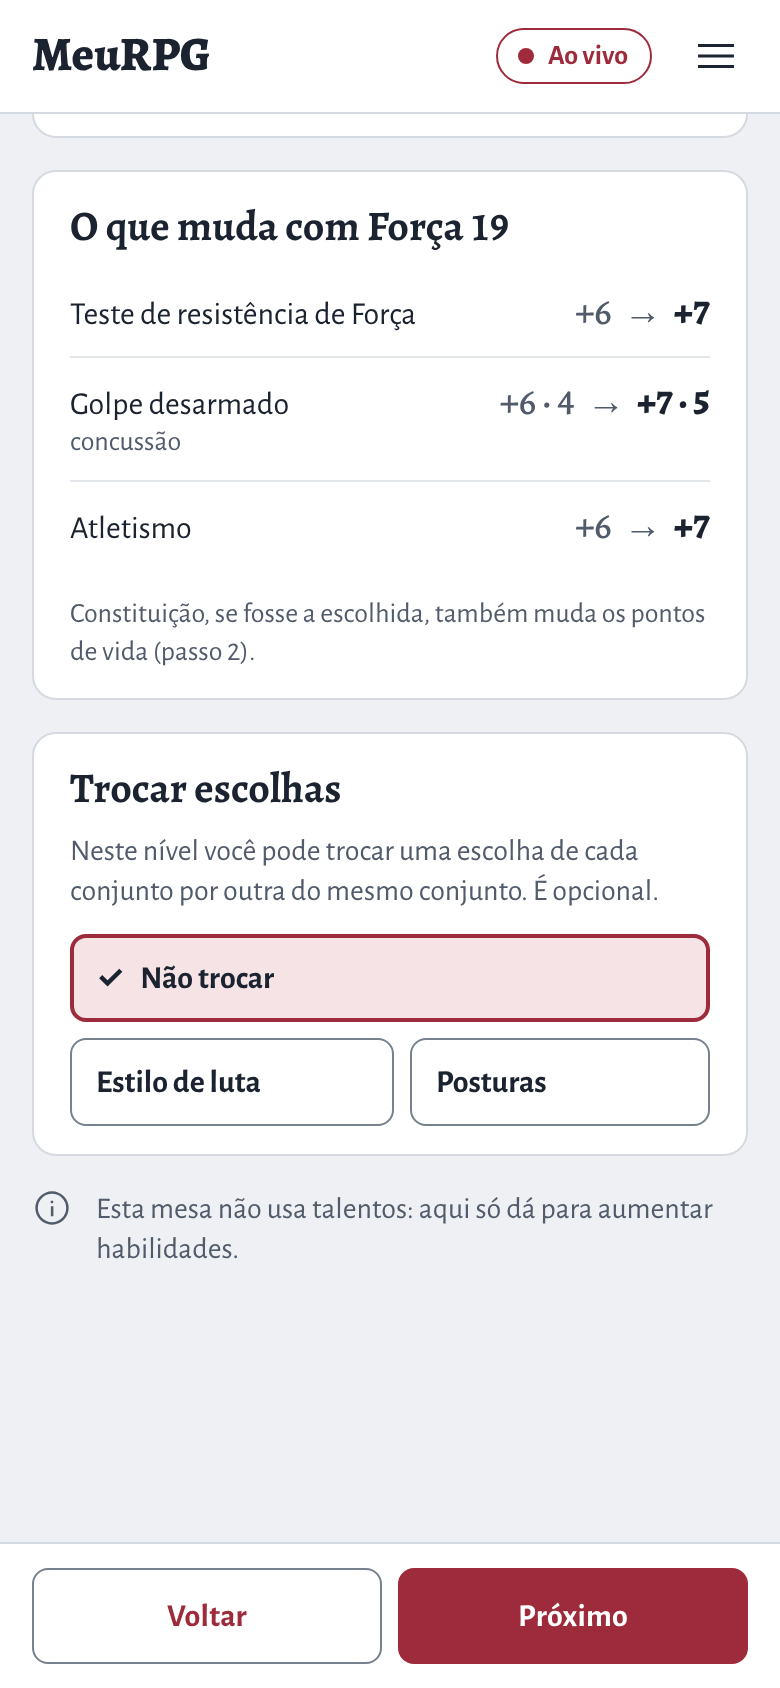 MeuRPG
Ao vivo
O que muda com Força 19
Teste de resistência de Força +6 → +7
Golpe desarmado +6 · 4 → +7 · 5
concussão
Atletismo +6 → +7
Constituição, se fosse a escolhida, também muda os pontos
de vida (passo 2).
Trocar escolhas
Neste nível você pode trocar uma escolha de cada
conjunto por outra do mesmo conjunto. É opcional.
Não trocar
Estilo de luta
Posturas
Esta mesa não usa talentos: aqui só dá para aumentar
habilidades.
Voltar
Próximo